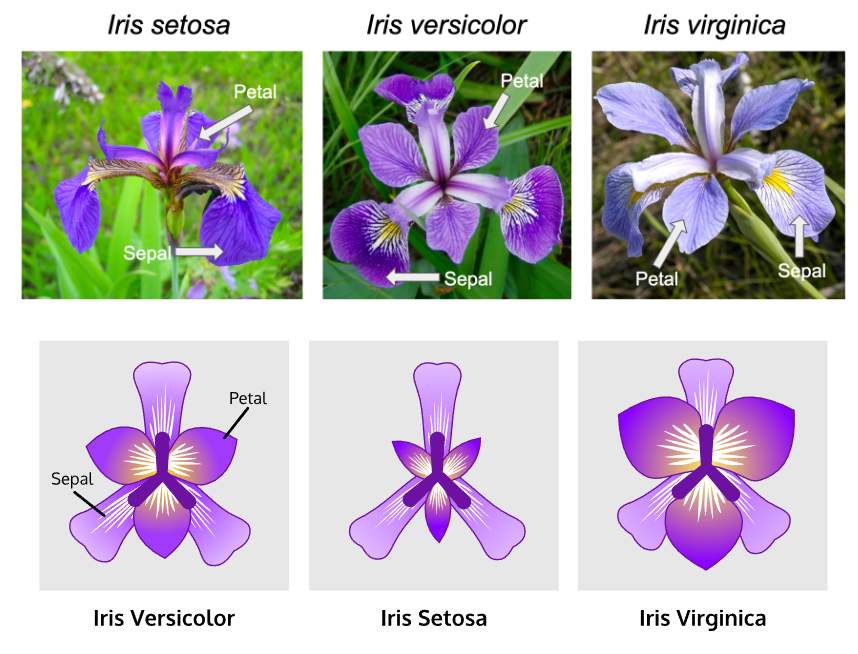 Iris setosa
Iris versicolor
Iris virginica
Petal
Sepal
Petal
Sepal
Petal
Sepal
Petal
Sepal
Iris Versicolor
Iris Setosa
Iris Virginica